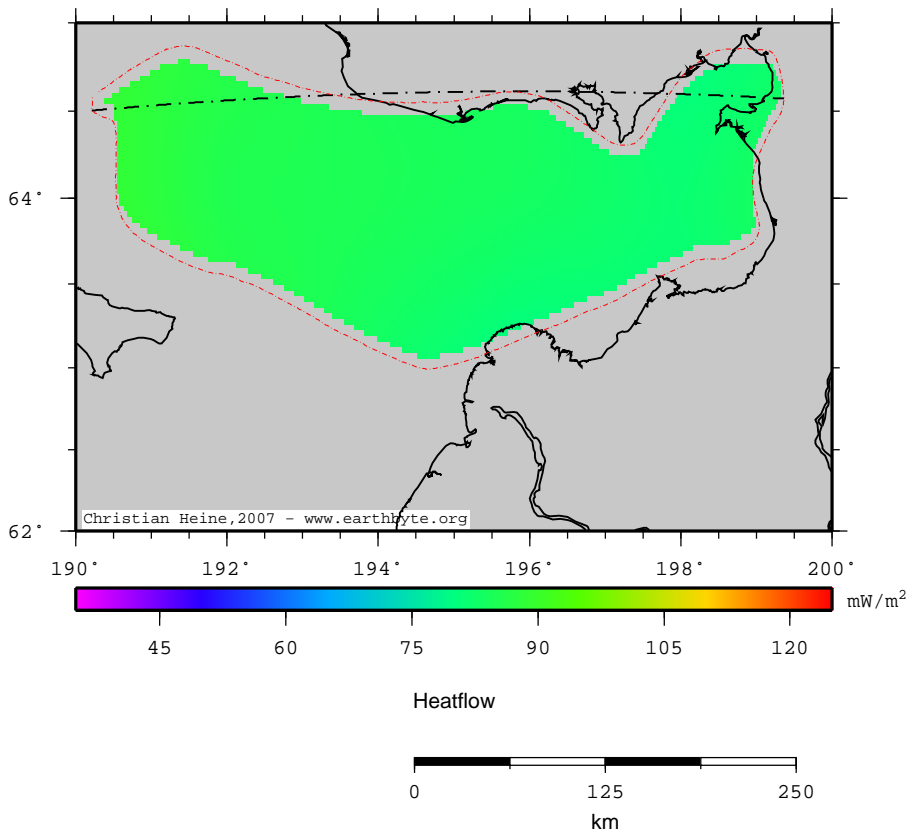 64°
62°
Christian Heine,2007 - www.earthbyte.org
190° 192° 194° 196° 198° 200°
mW/m²
45 60 75 90 105 120
Heatflow
0 125 250
km